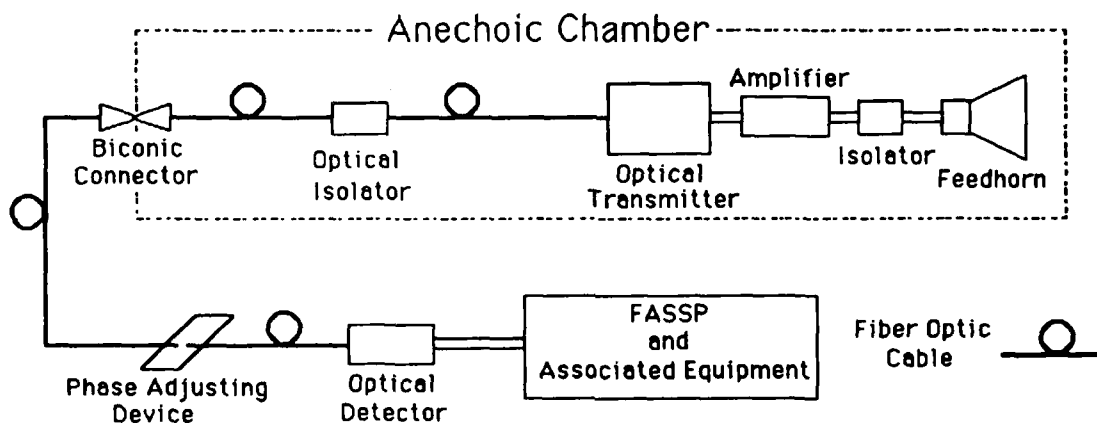 Anechoic Chamber
Amplifier
Biconic
Connector
Optical
Isolator
Optical
Transmitter
Isolator
Feedhorn
FASSP
and
Associated Equipment
Fiber Optic
Cable
Phase Adjusting
Device
Optical
Detector